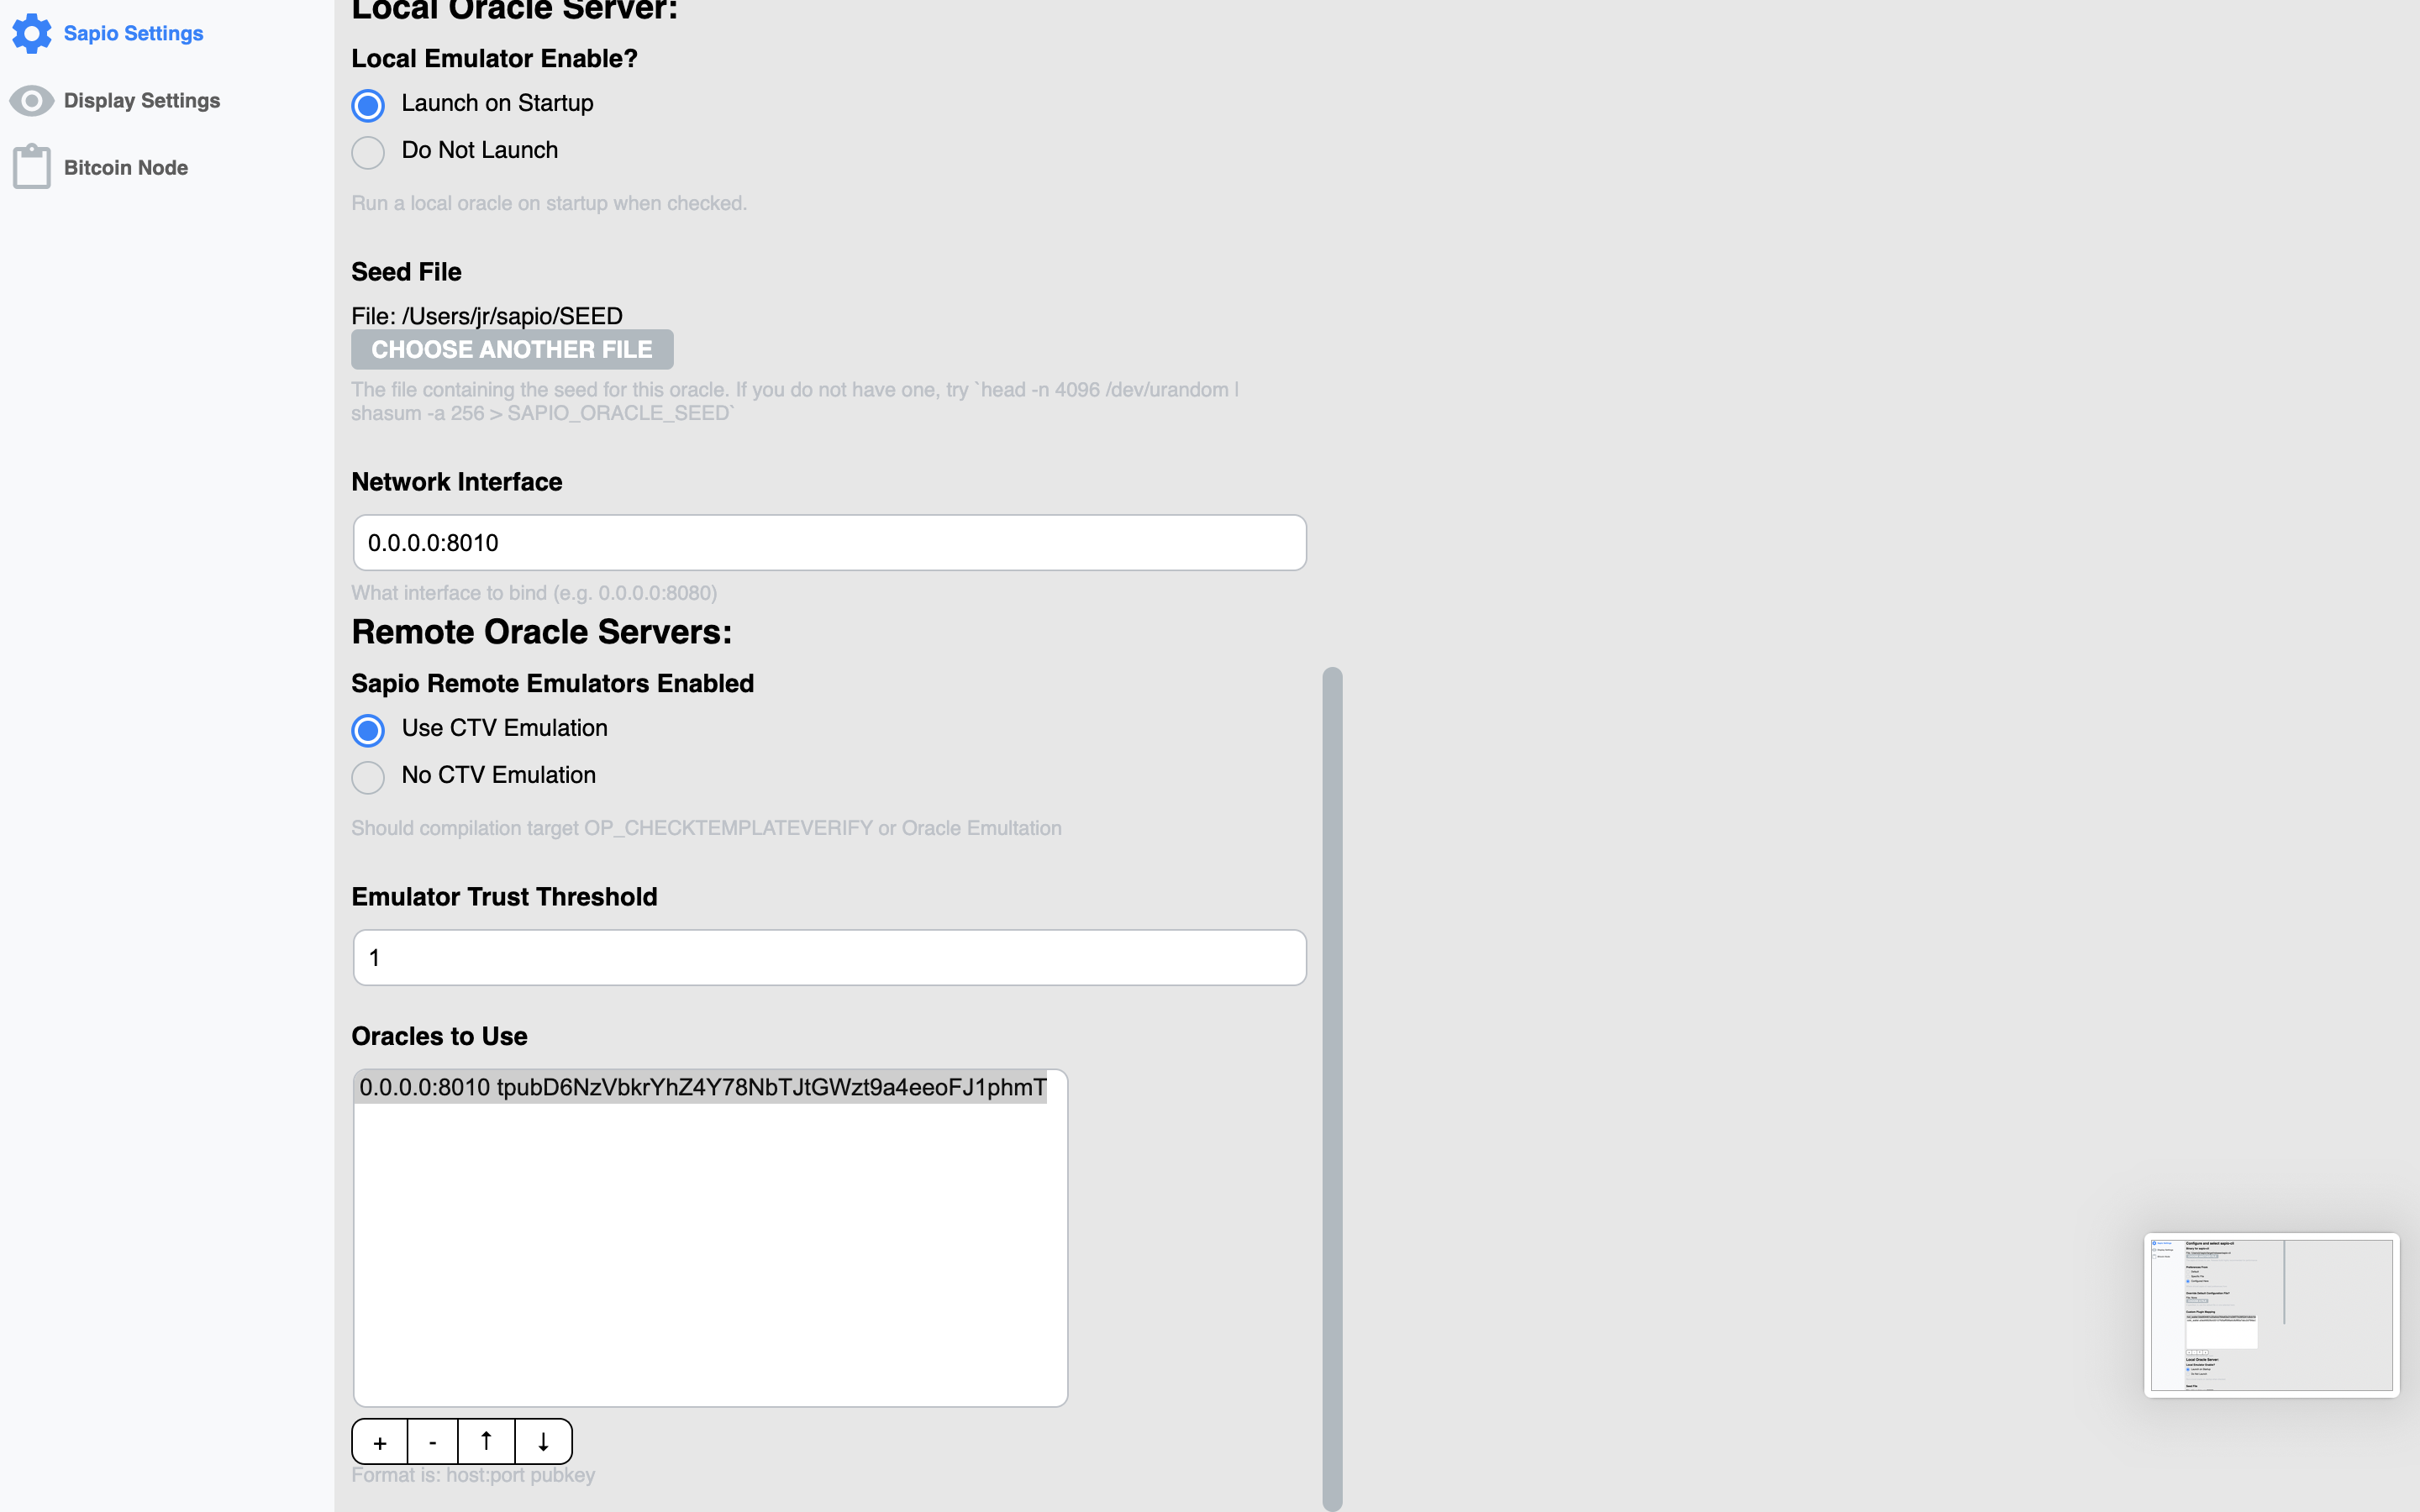 Sapio Settings
Display Settings
Bitcoin Node
Local Oracle Server:
Local Emulator Enable?
Launch on Startup
Do Not Launch
Run a local oracle on startup when checked.
Seed File
File: /Users/jr/sapio/SEED
CHOOSE ANOTHER FILE
The file containing the seed for this oracle. If you do not have one, try `head -n 4096 /dev/urandom |
shasum -a 256 > SAPIO_ORACLE_SEED`
Network Interface
0.0.0.0:8010
What interface to bind (e.g. 0.0.0.0:8080)
Remote Oracle Servers:
Sapio Remote Emulators Enabled
Use CTV Emulation
No CTV Emulation
Should compilation target OP_CHECKTEMPLATEVERIFY or Oracle Emultation
Emulator Trust Threshold
1
Oracles to Use
0.0.0.0:8010 tpubD6NzVbkrYhZ4Y78NbTJtGWzt9a4eeoFJ1phmT
+ - ↑ ↓
Format is: host:port pubkey